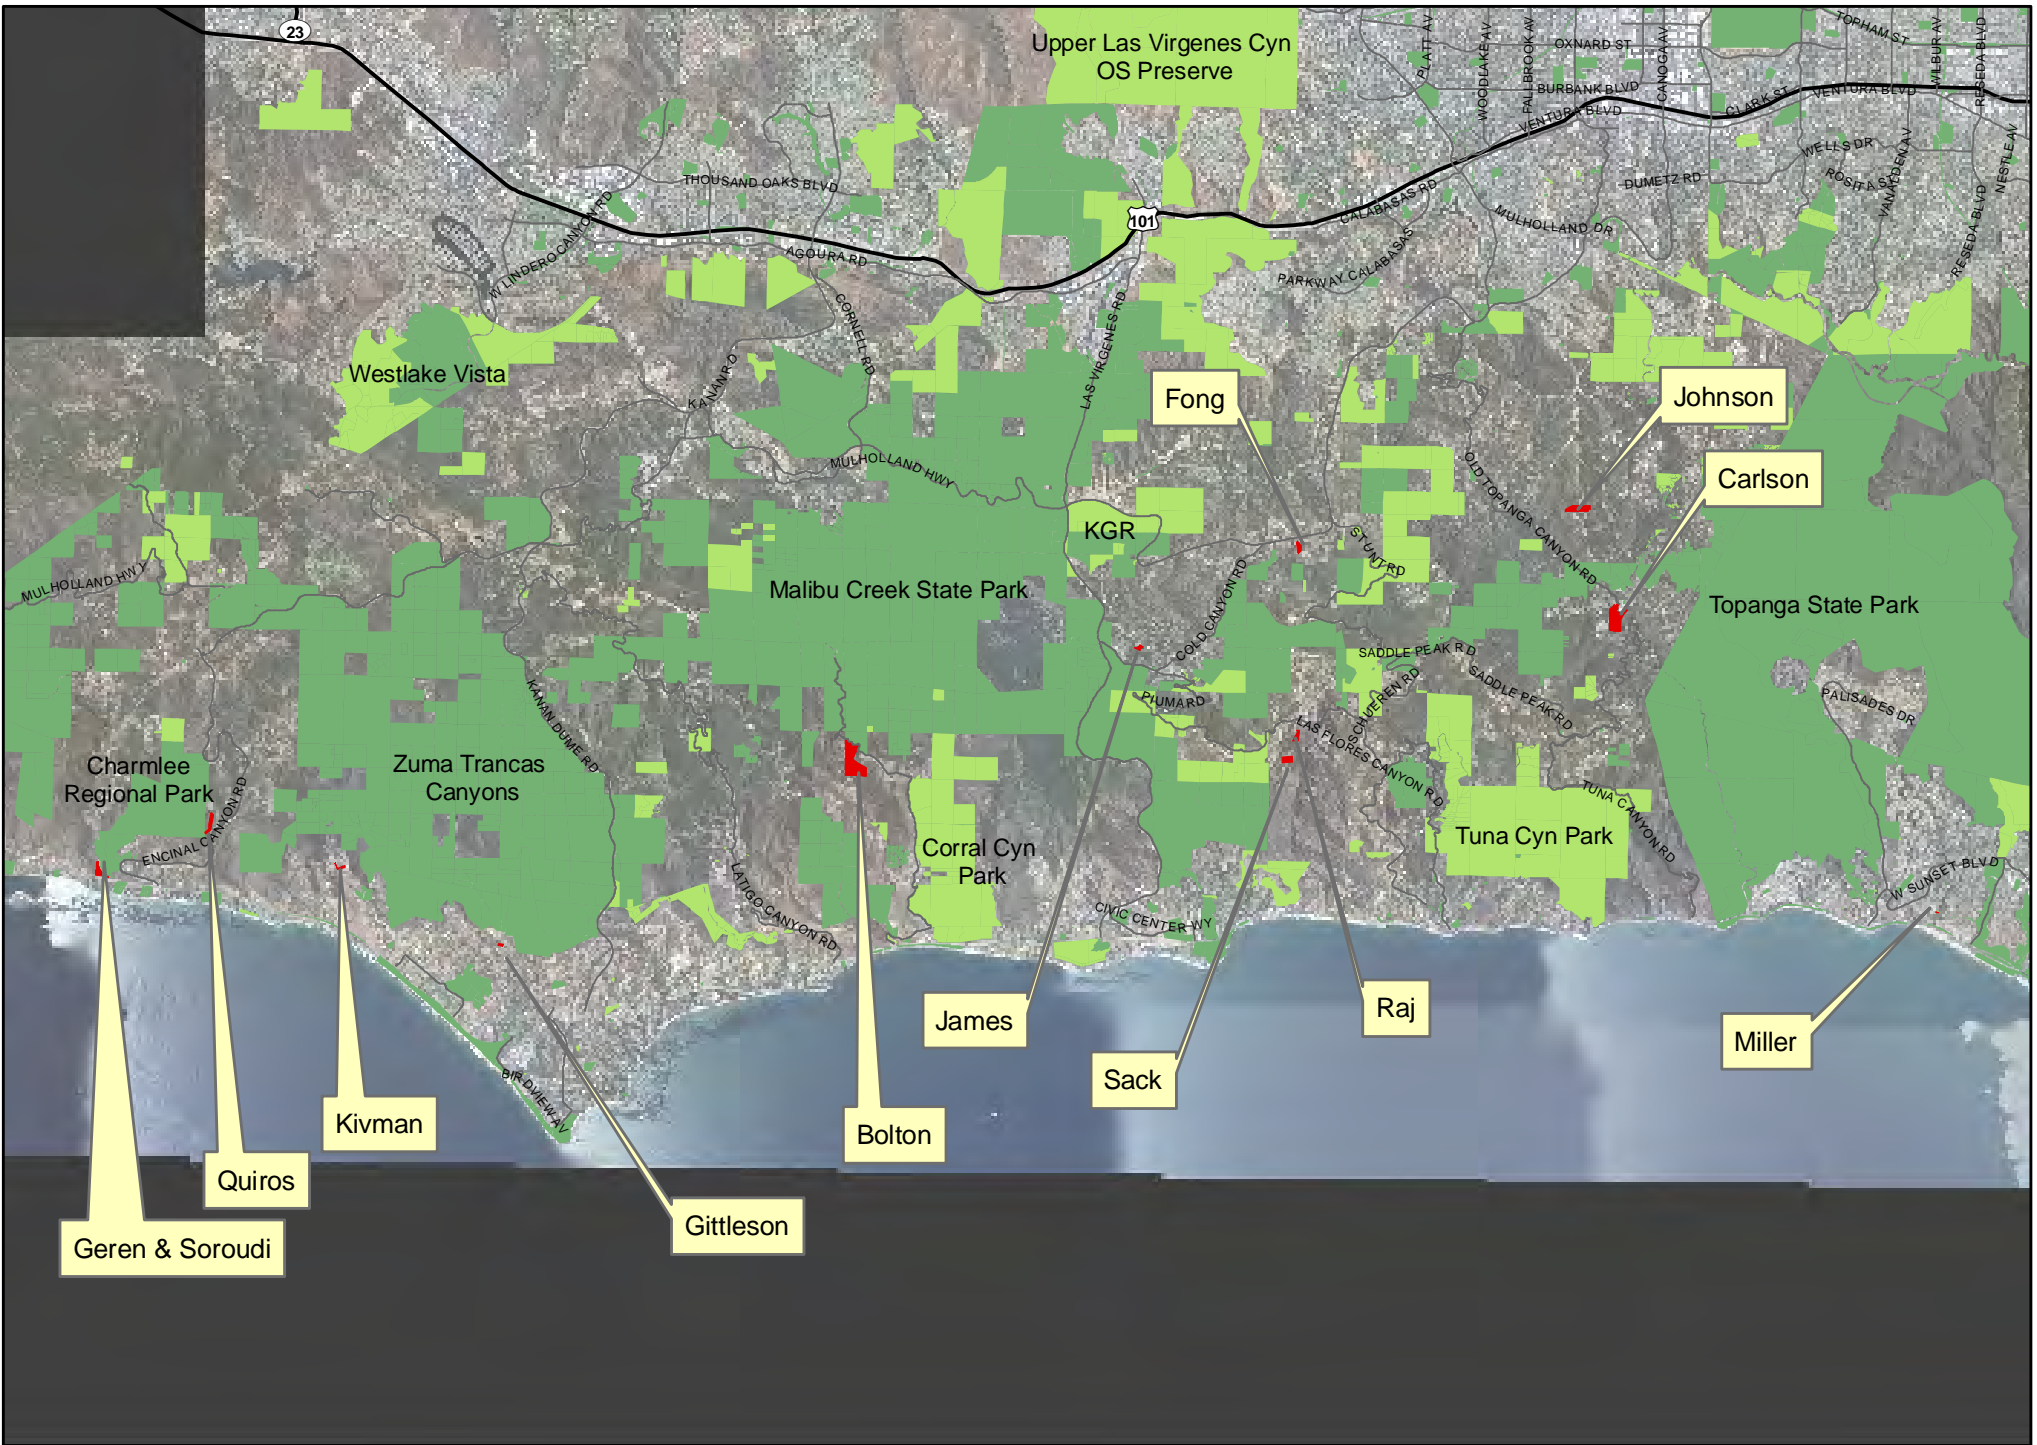 23
Upper Las Virgenes Cyn
OS Preserve
PLATT AV
WOODLAKE AV
FALLBROOK AV
OXNARD ST
CANOGA AV
TOPHAM ST
WILBUR AV
RESEDA BLVD
BURBANK BLVD
VENTURA BLVD
CLARK ST
VENTURA BLVD
THOUSAND OAKS BLVD
W LINDERO CANYON RD
AGOURA RD
101
CALABASAS RD
PARKWAY CALABASAS
MULHOLLAND DR
DUMETZ RD
WELLS DR
ROSITA ST
VANALDEN AV
RESEDA BLVD
NESTLE AV
CORNELL RD
LAS VIRGENES RD
Westlake Vista
KANAN RD
Fong
Johnson
Carlson
MULHOLLAND HWY
OLD TOPANGA CANYON RD
KGR
STUNT RD
MULHOLLAND HWY
Malibu Creek State Park
COLD CANYON RD
Topanga State Park
SADDLE PEAK RD
SADDLE PEAK RD
PIUMA RD
SCHUEREN RD
PALISADES DR
KANAN DUME RD
LAS FLORES CANYON RD
Charmlee
Regional Park
Zuma Trancas
Canyons
ENCINAL CANYON RD
TUNA CANYON RD
Tuna Cyn Park
Corral Cyn
Park
LATIGO CANYON RD
CIVIC CENTER WY
W SUNSET BLVD
James
Raj
Miller
Sack
BIRDVIEW AV
Kivman
Bolton
Quiros
Gittleson
Geren & Soroudi